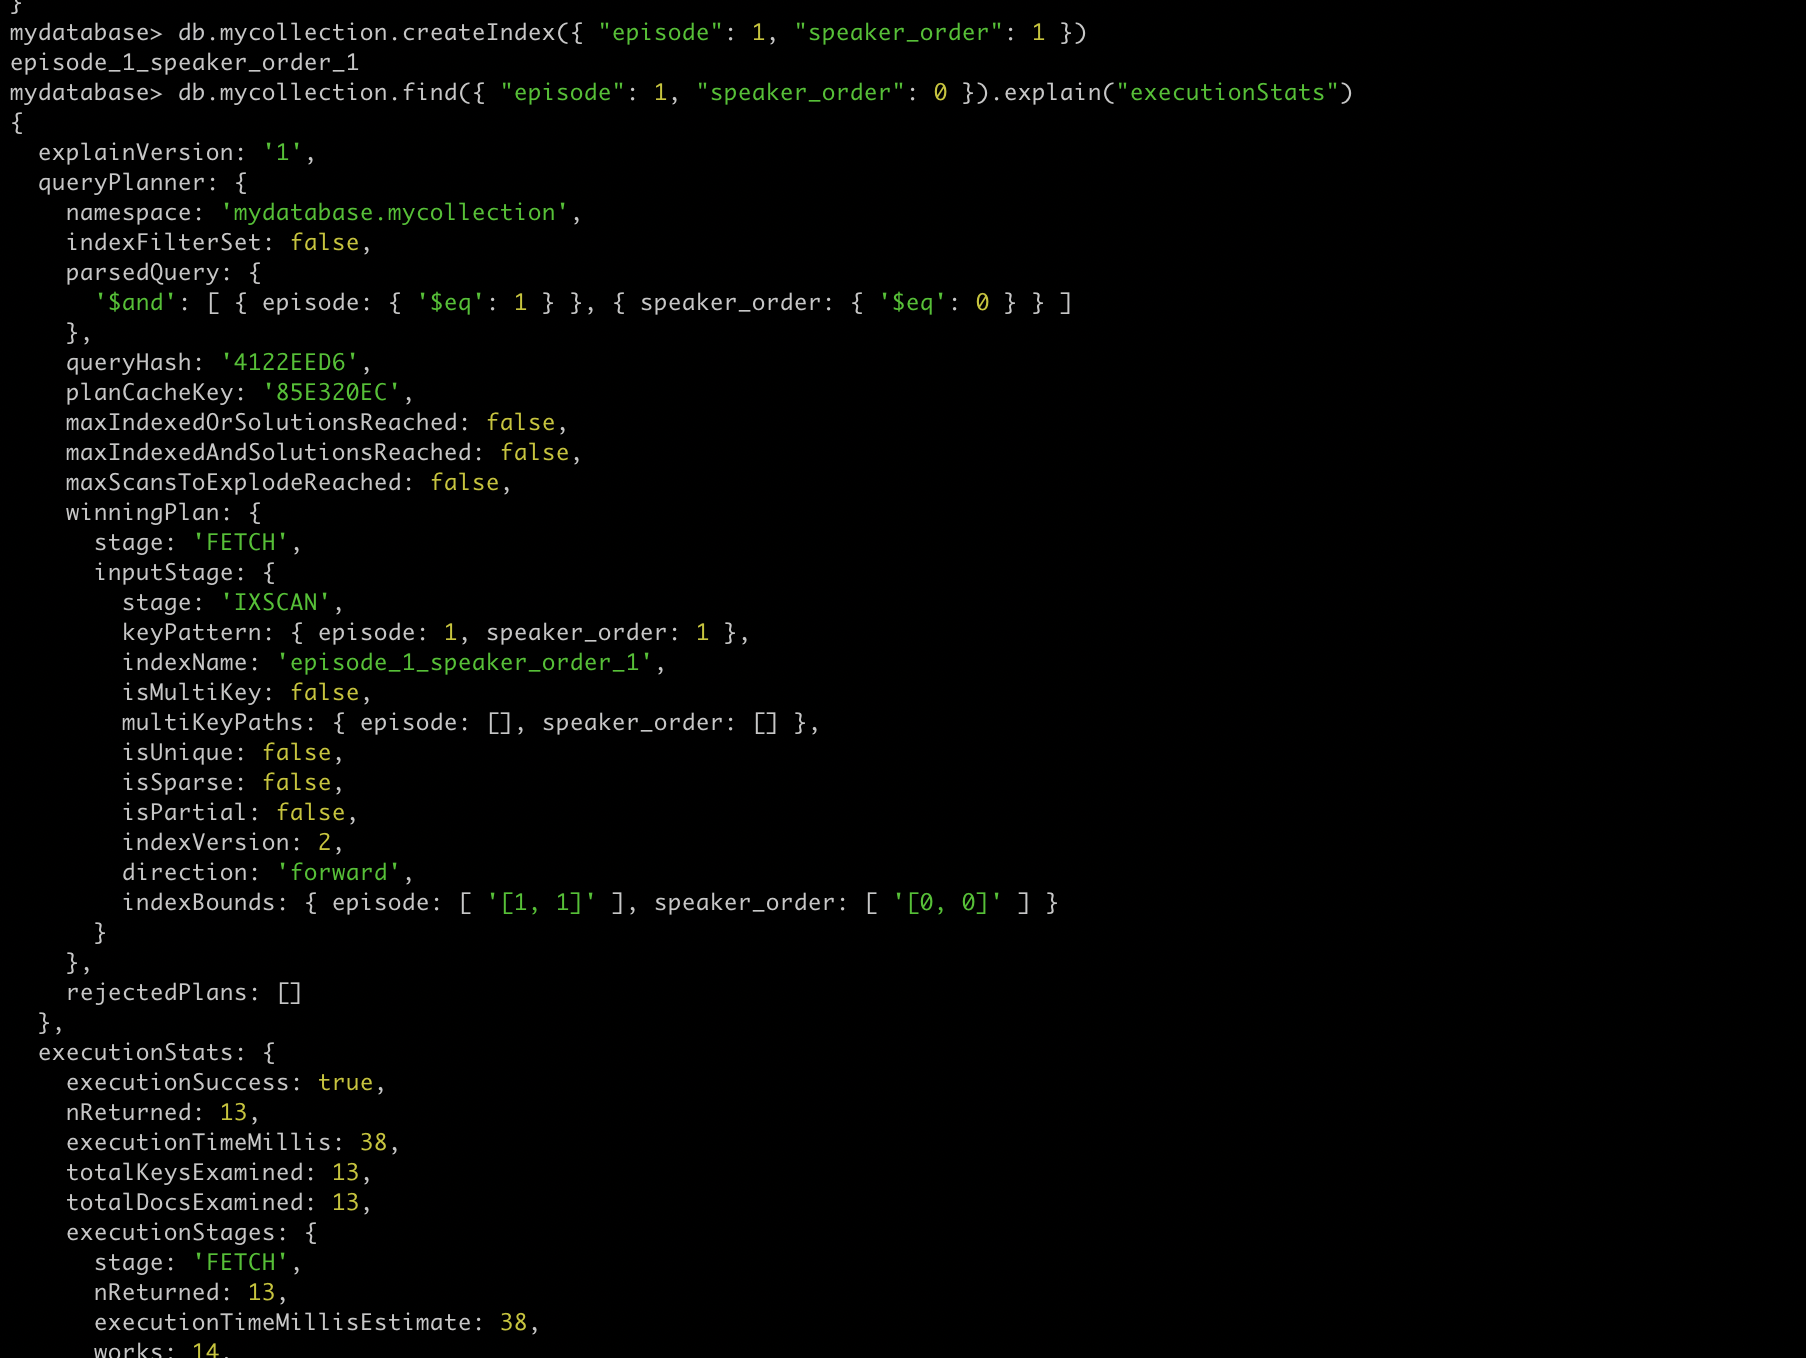 }
mydatabase> db.mycollection.createIndex({ "episode": 1, "speaker_order": 1 })
episode_1_speaker_order_1
mydatabase> db.mycollection.find({ "episode": 1, "speaker_order": 0 }).explain("executionStats")
{
  explainVersion: '1',
  queryPlanner: {
    namespace: 'mydatabase.mycollection',
    indexFilterSet: false,
    parsedQuery: {
      '$and': [ { episode: { '$eq': 1 } }, { speaker_order: { '$eq': 0 } } ]
    },
    queryHash: '4122EED6',
    planCacheKey: '85E320EC',
    maxIndexedOrSolutionsReached: false,
    maxIndexedAndSolutionsReached: false,
    maxScansToExplodeReached: false,
    winningPlan: {
      stage: 'FETCH',
      inputStage: {
        stage: 'IXSCAN',
        keyPattern: { episode: 1, speaker_order: 1 },
        indexName: 'episode_1_speaker_order_1',
        isMultiKey: false,
        multiKeyPaths: { episode: [], speaker_order: [] },
        isUnique: false,
        isSparse: false,
        isPartial: false,
        indexVersion: 2,
        direction: 'forward',
        indexBounds: { episode: [ '[1, 1]' ], speaker_order: [ '[0, 0]' ] }
      }
    },
    rejectedPlans: []
  },
  executionStats: {
    executionSuccess: true,
    nReturned: 13,
    executionTimeMillis: 38,
    totalKeysExamined: 13,
    totalDocsExamined: 13,
    executionStages: {
      stage: 'FETCH',
      nReturned: 13,
      executionTimeMillisEstimate: 38,
      works: 14,